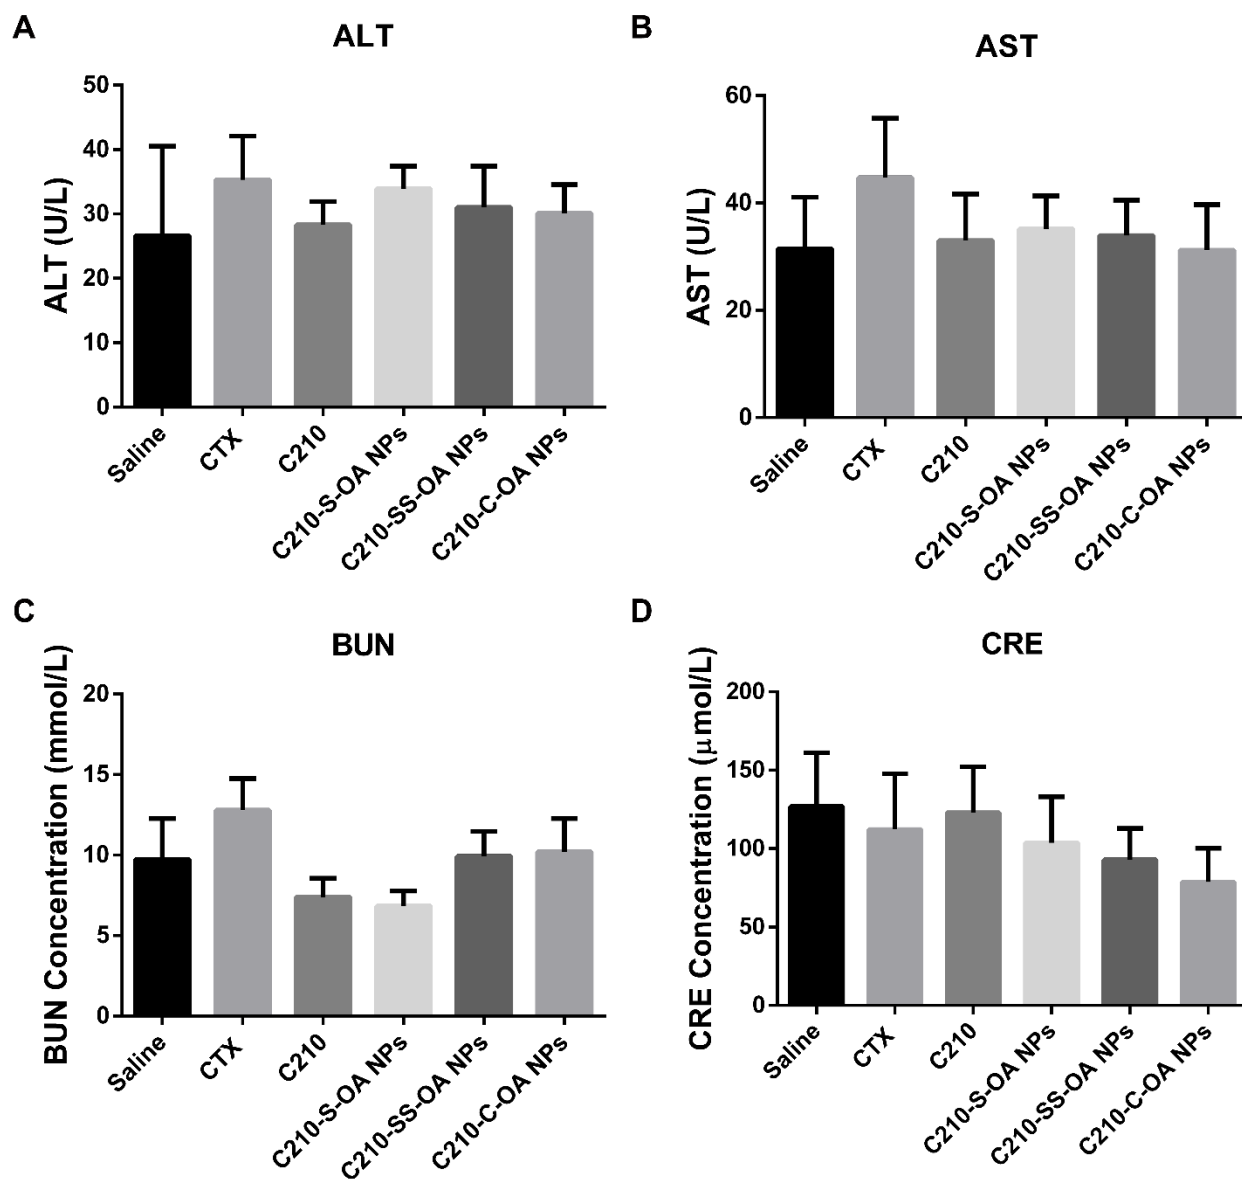 A
ALT
ALT (U/L)
50
40
30
20
10
0
Saline
CTX
C210
C210-S-OA NPs
C210-SS-OA NPs
C210-C-OA NPs
B
AST
AST (U/L)
60
40
20
0
Saline
CTX
C210
C210-S-OA NPs
C210-SS-OA NPs
C210-C-OA NPs
C
BUN
BUN Concentration (mmol/L)
20
15
10
5
0
Saline
CTX
C210
C210-S-OA NPs
C210-SS-OA NPs
C210-C-OA NPs
D
CRE
CRE Concentration (μmol/L)
200
150
100
50
0
Saline
CTX
C210
C210-S-OA NPs
C210-SS-OA NPs
C210-C-OA NPs